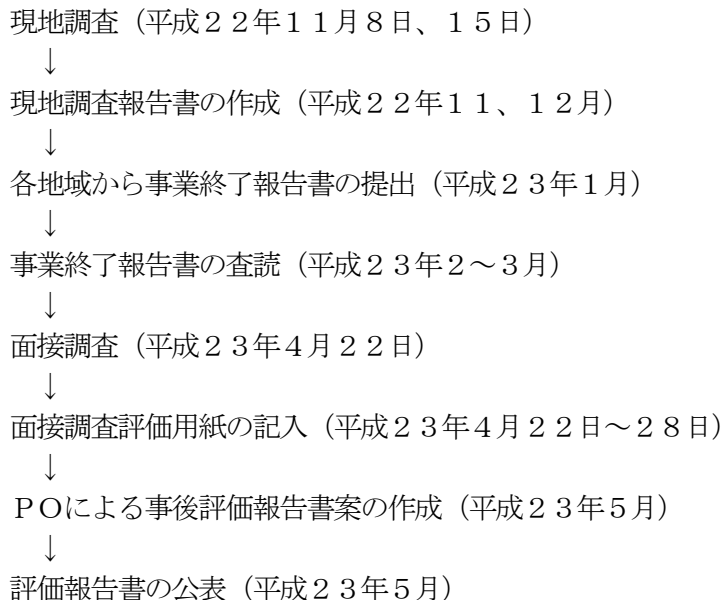 現地調査（平成２２年１１月８日、１５日）
↓
現地調査報告書の作成（平成２２年１１、１２月）
↓
各地域から事業終了報告書の提出（平成２３年１月）
↓
事業終了報告書の査読（平成２３年２～３月）
↓
面接調査（平成２３年４月２２日）
↓
面接調査評価用紙の記入（平成２３年４月２２日～２８日）
↓
ＰＯによる事後評価報告書案の作成（平成２３年５月）
↓
評価報告書の公表（平成２３年５月）